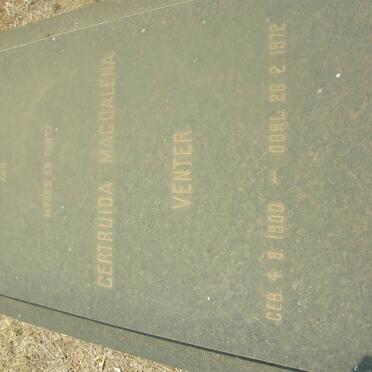 GERTRUIDA MAGDALENA
VENTER
GEB. 4. 8. 1900 — OORL. 26. 2. 1972